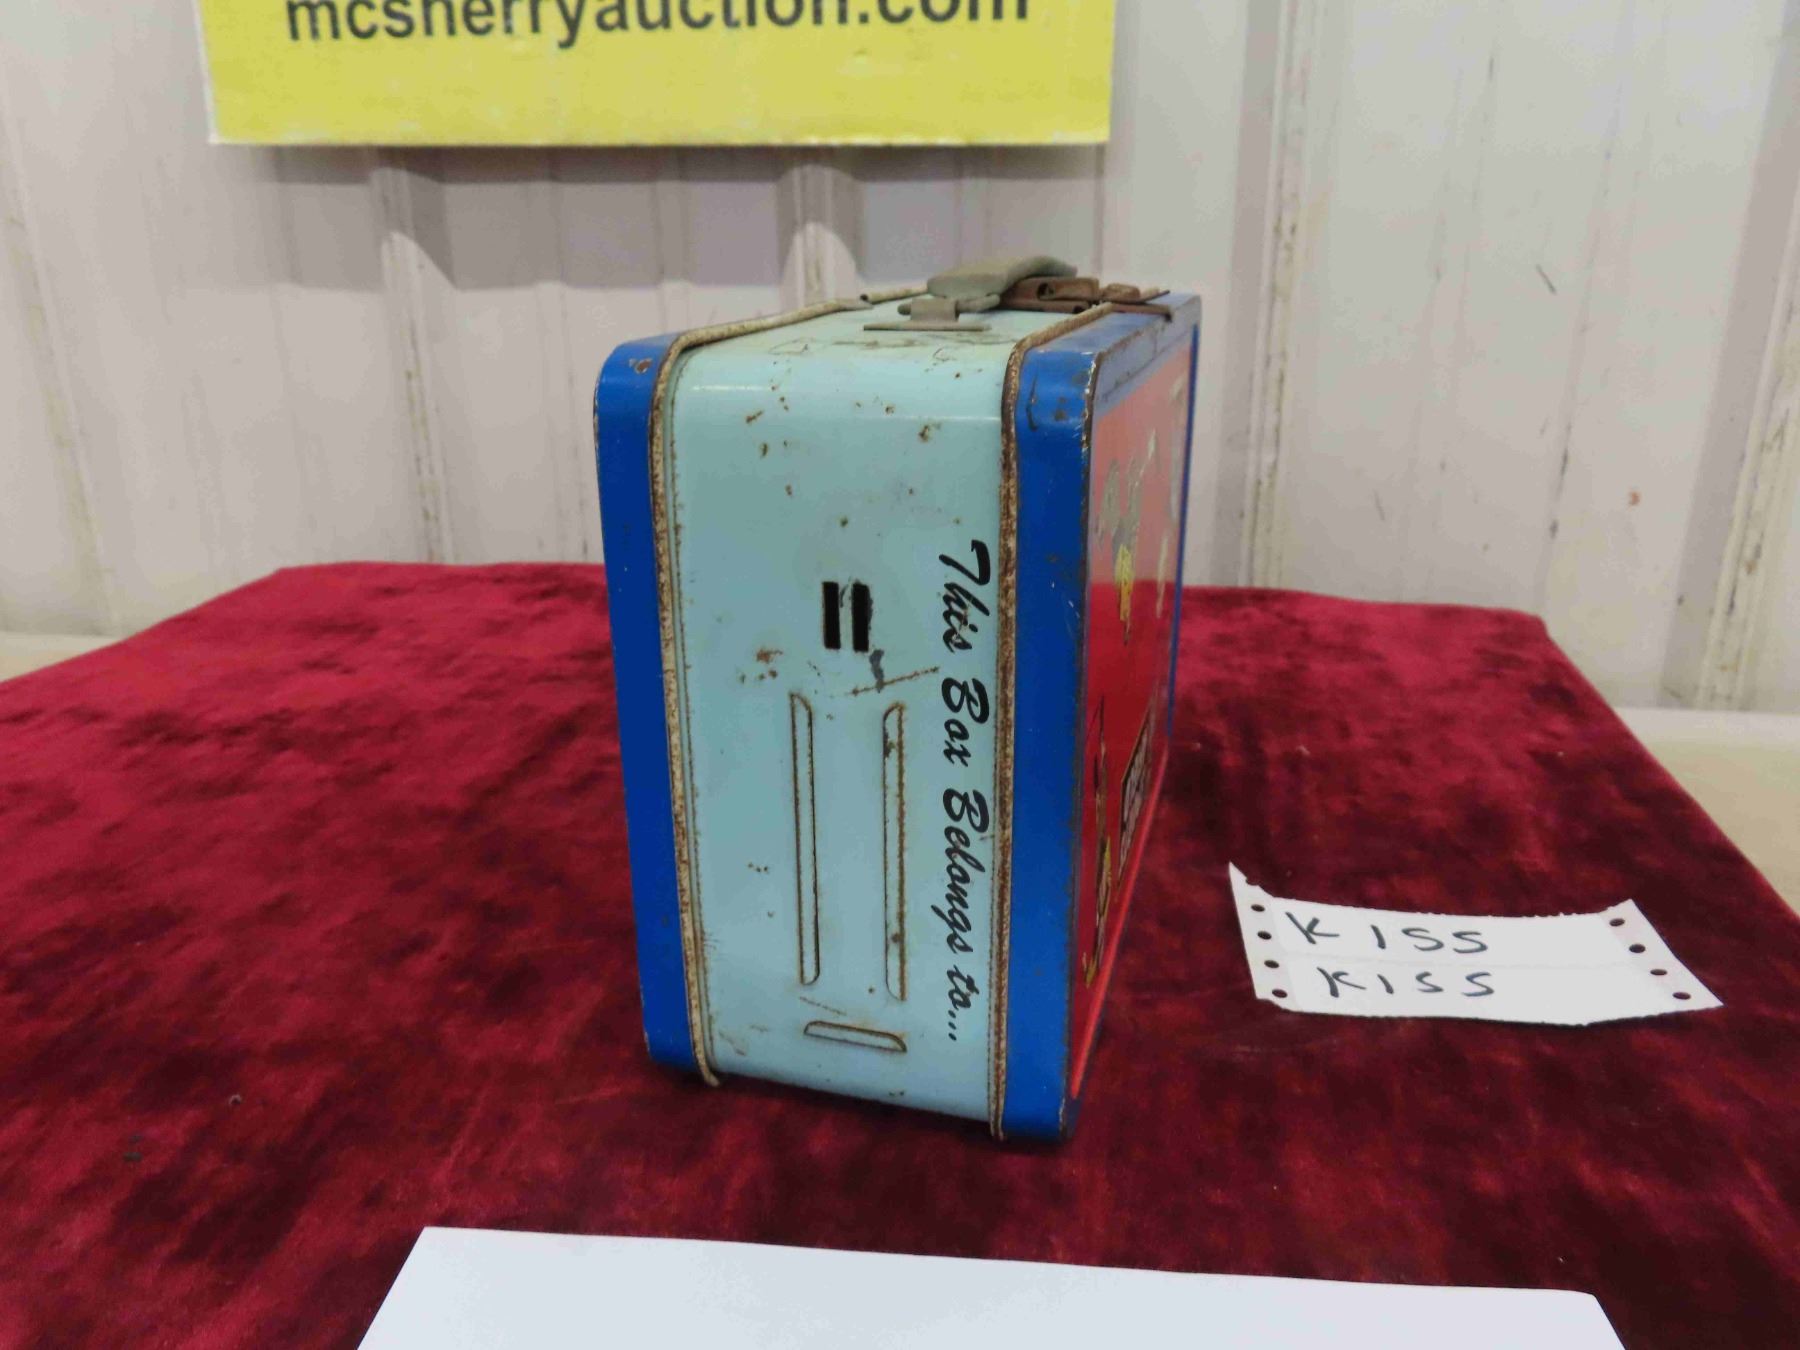 mcsherryauction.com
This Box Belongs to...
KISS
KISS